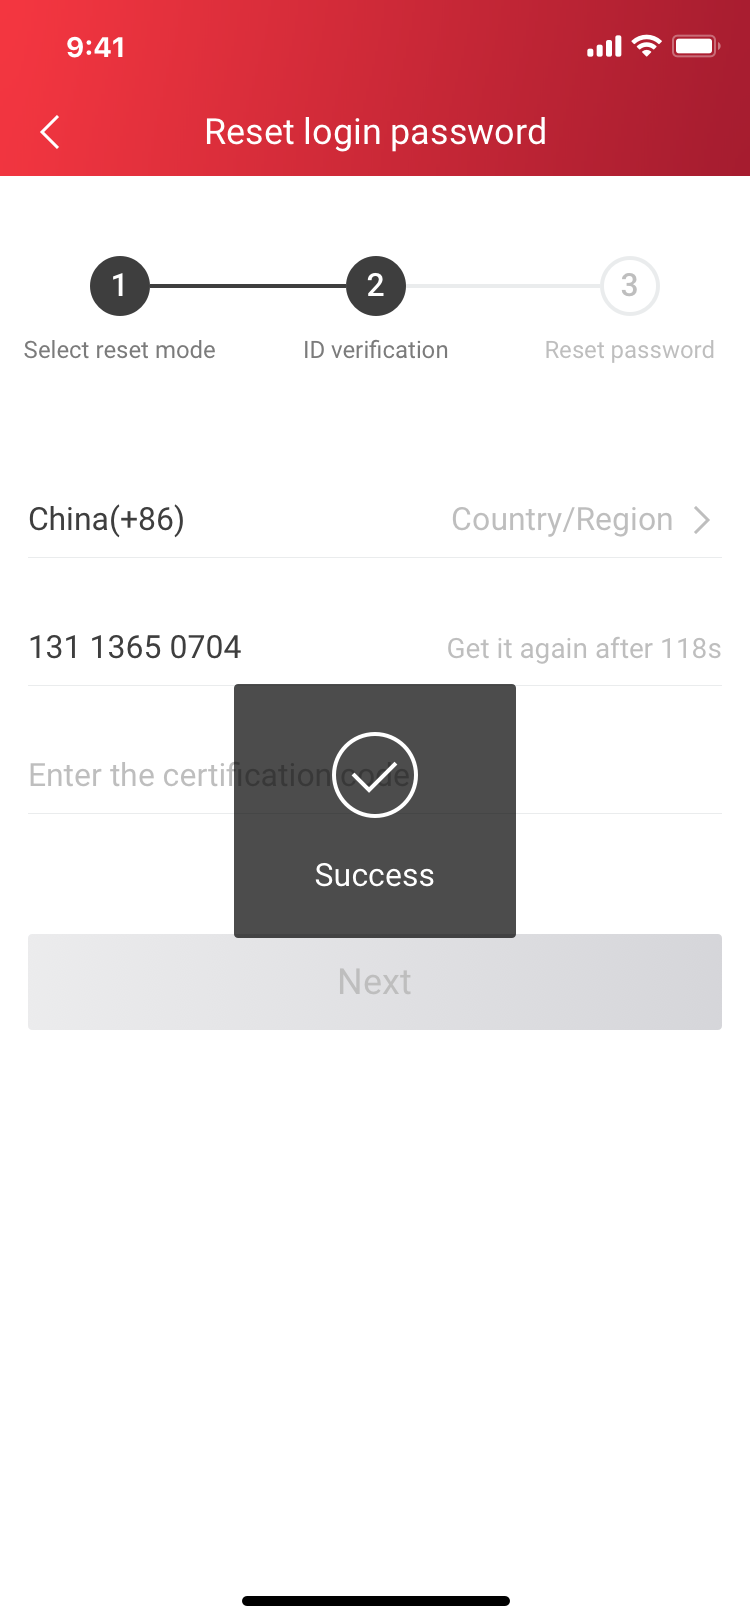 9:41
Reset login password
1
2
3
Select reset mode
ID verification
Reset password
China(+86)
Country/Region
131 1365 0704
Get it again after 118s
Enter the certification code
Success
Next